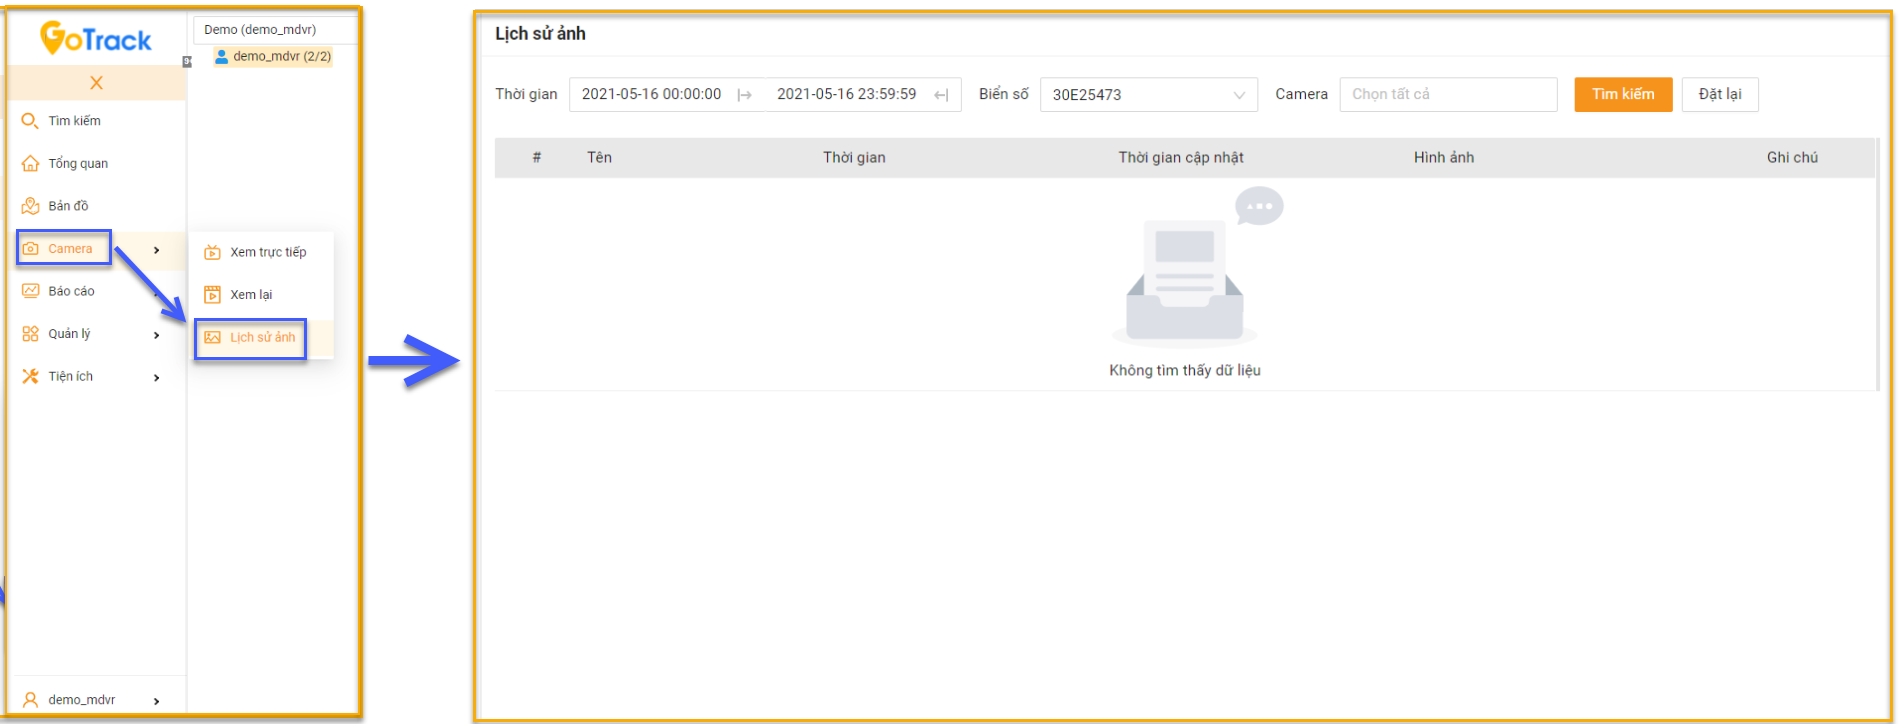 GoTrack
X
Tìm kiếm
Tổng quan
Bản đồ
Camera
Báo cáo
Quản lý
Tiện ích
demo_mdvr
Demo (demo_mdvr)
demo_mdvr (2/2)
Xem trực tiếp
Xem lại
Lịch sử ảnh
Lịch sử ảnh
Thời gian 2021-05-16 00:00:00 2021-05-16 23:59:59 Biển số 30E25473 Camera Chọn tất cả Tìm kiếm Đặt lại
# Tên Thời gian Thời gian cập nhật Hình ảnh Ghi chú
Không tìm thấy dữ liệu